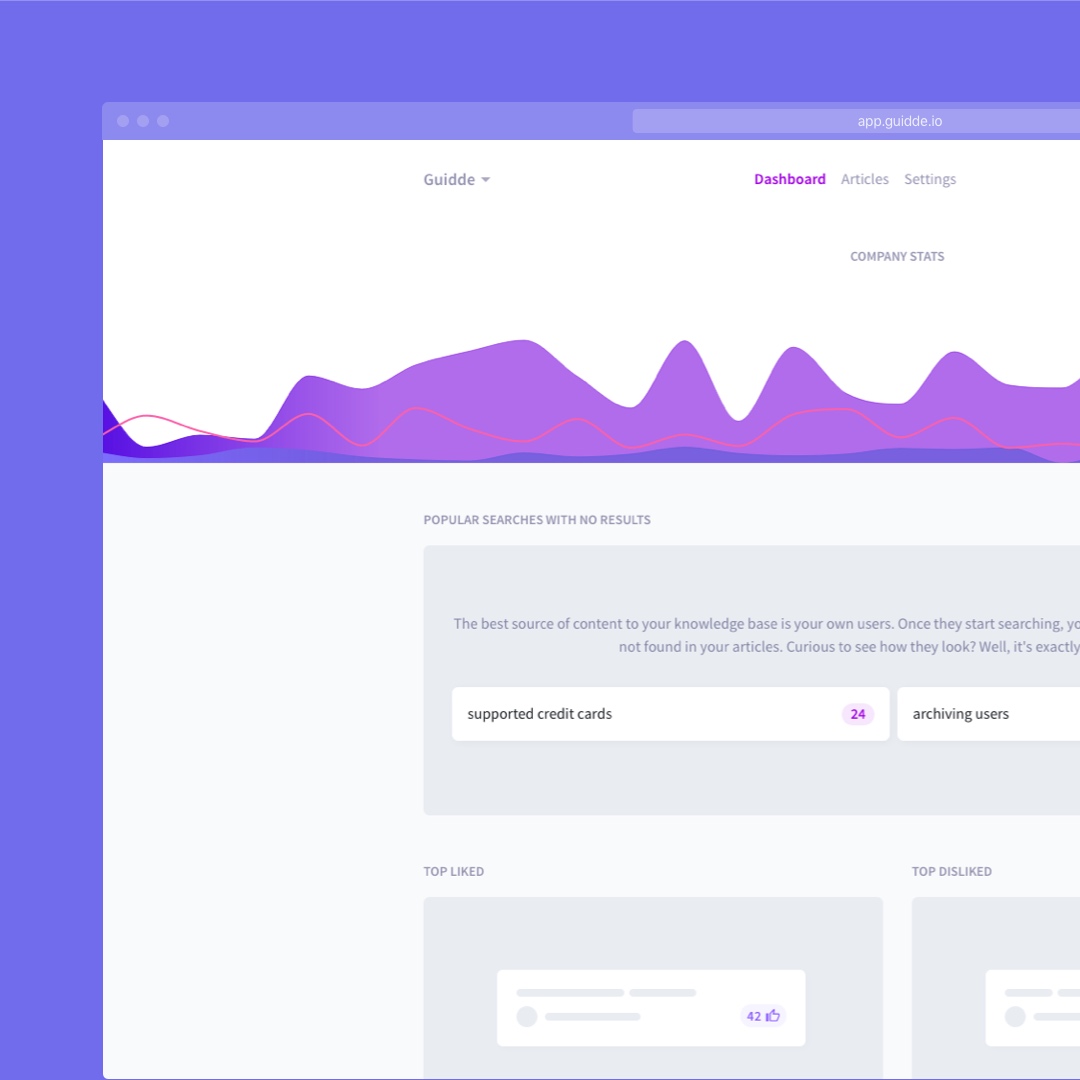 app.guidde.io
Guidde
Dashboard Articles Settings
COMPANY STATS
POPULAR SEARCHES WITH NO RESULTS
The best source of content to your knowledge base is your own users. Once they start searching, yo
not found in your articles. Curious to see how they look? Well, it's exactly
supported credit cards 24 archiving users
TOP LIKED TOP DISLIKED
42